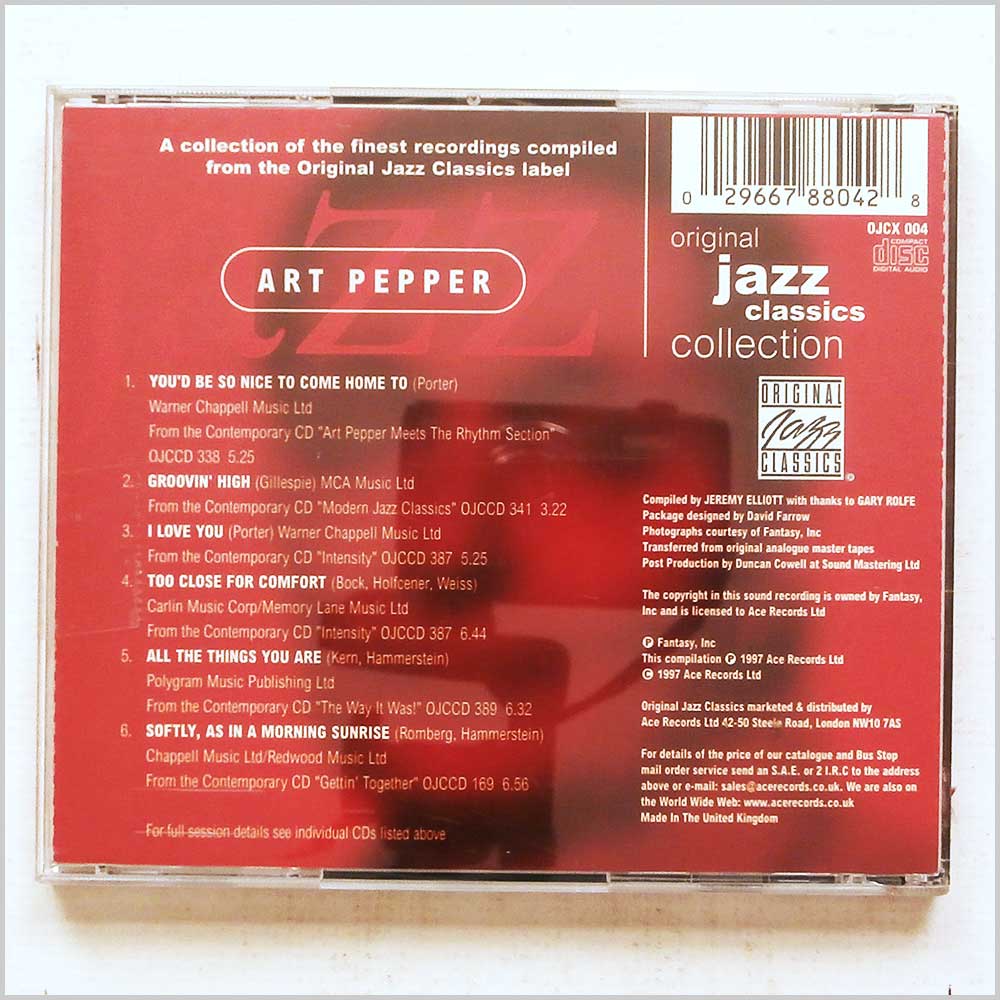 A collection of the finest recordings compiled
from the Original Jazz Classics label
ZZ
ART PEPPER
1. YOU'D BE SO NICE TO COME HOME TO (Porter)
Warner Chappell Music Ltd
From the Contemporary CD "Art Pepper Meets The Rhythm Section"
OJCCD 338 5.25
2. GROOVIN' HIGH (Gillespie) MCA Music Ltd
From the Contemporary CD "Modern Jazz Classics" OJCCD 341 3.22
3. I LOVE YOU (Porter) Warner Chappell Music Ltd
From the Contemporary CD "Intensity" OJCCD 387 5.25
4. TOO CLOSE FOR COMFORT (Bock, Holfcener, Weiss)
Carlin Music Corp/Memory Lane Music Ltd
From the Contemporary CD "Intensity" OJCCD 387 6.44
5. ALL THE THINGS YOU ARE (Kern, Hammerstein)
Polygram Music Publishing Ltd
From the Contemporary CD "The Way It Was!" OJCCD 389 6.32
6. SOFTLY, AS IN A MORNING SUNRISE (Romberg, Hammerstein)
Chappell Music Ltd/Redwood Music Ltd
From the Contemporary CD "Gettin' Together" OJCCD 169 6.56
For full session details see individual CDs listed above
0 29667 88042 8
OJCX 004
COMPACT
disc
DIGITAL AUDIO
original
jazz
classics
collection
ORIGINAL
Jazz
CLASSICS®
Compiled by JEREMY ELLIOTT with thanks to GARY ROLFE
Package designed by David Farrow
Photographs courtesy of Fantasy, Inc
Transferred from original analogue master tapes
Post Production by Duncan Cowell at Sound Mastering Ltd
The copyright in this sound recording is owned by Fantasy,
Inc and is licensed to Ace Records Ltd
℗ Fantasy, Inc
This compilation ℗ 1997 Ace Records Ltd
© 1997 Ace Records Ltd
Original Jazz Classics marketed & distributed by
Ace Records Ltd 42-50 Steele Road, London NW10 7AS
For details of the price of our catalogue and Bus Stop
mail order service send an S.A.E. or 2 I.R.C to the address
above or e-mail: sales@acerecords.co.uk. We are also on
the World Wide Web: www.acerecords.co.uk
Made In The United Kingdom